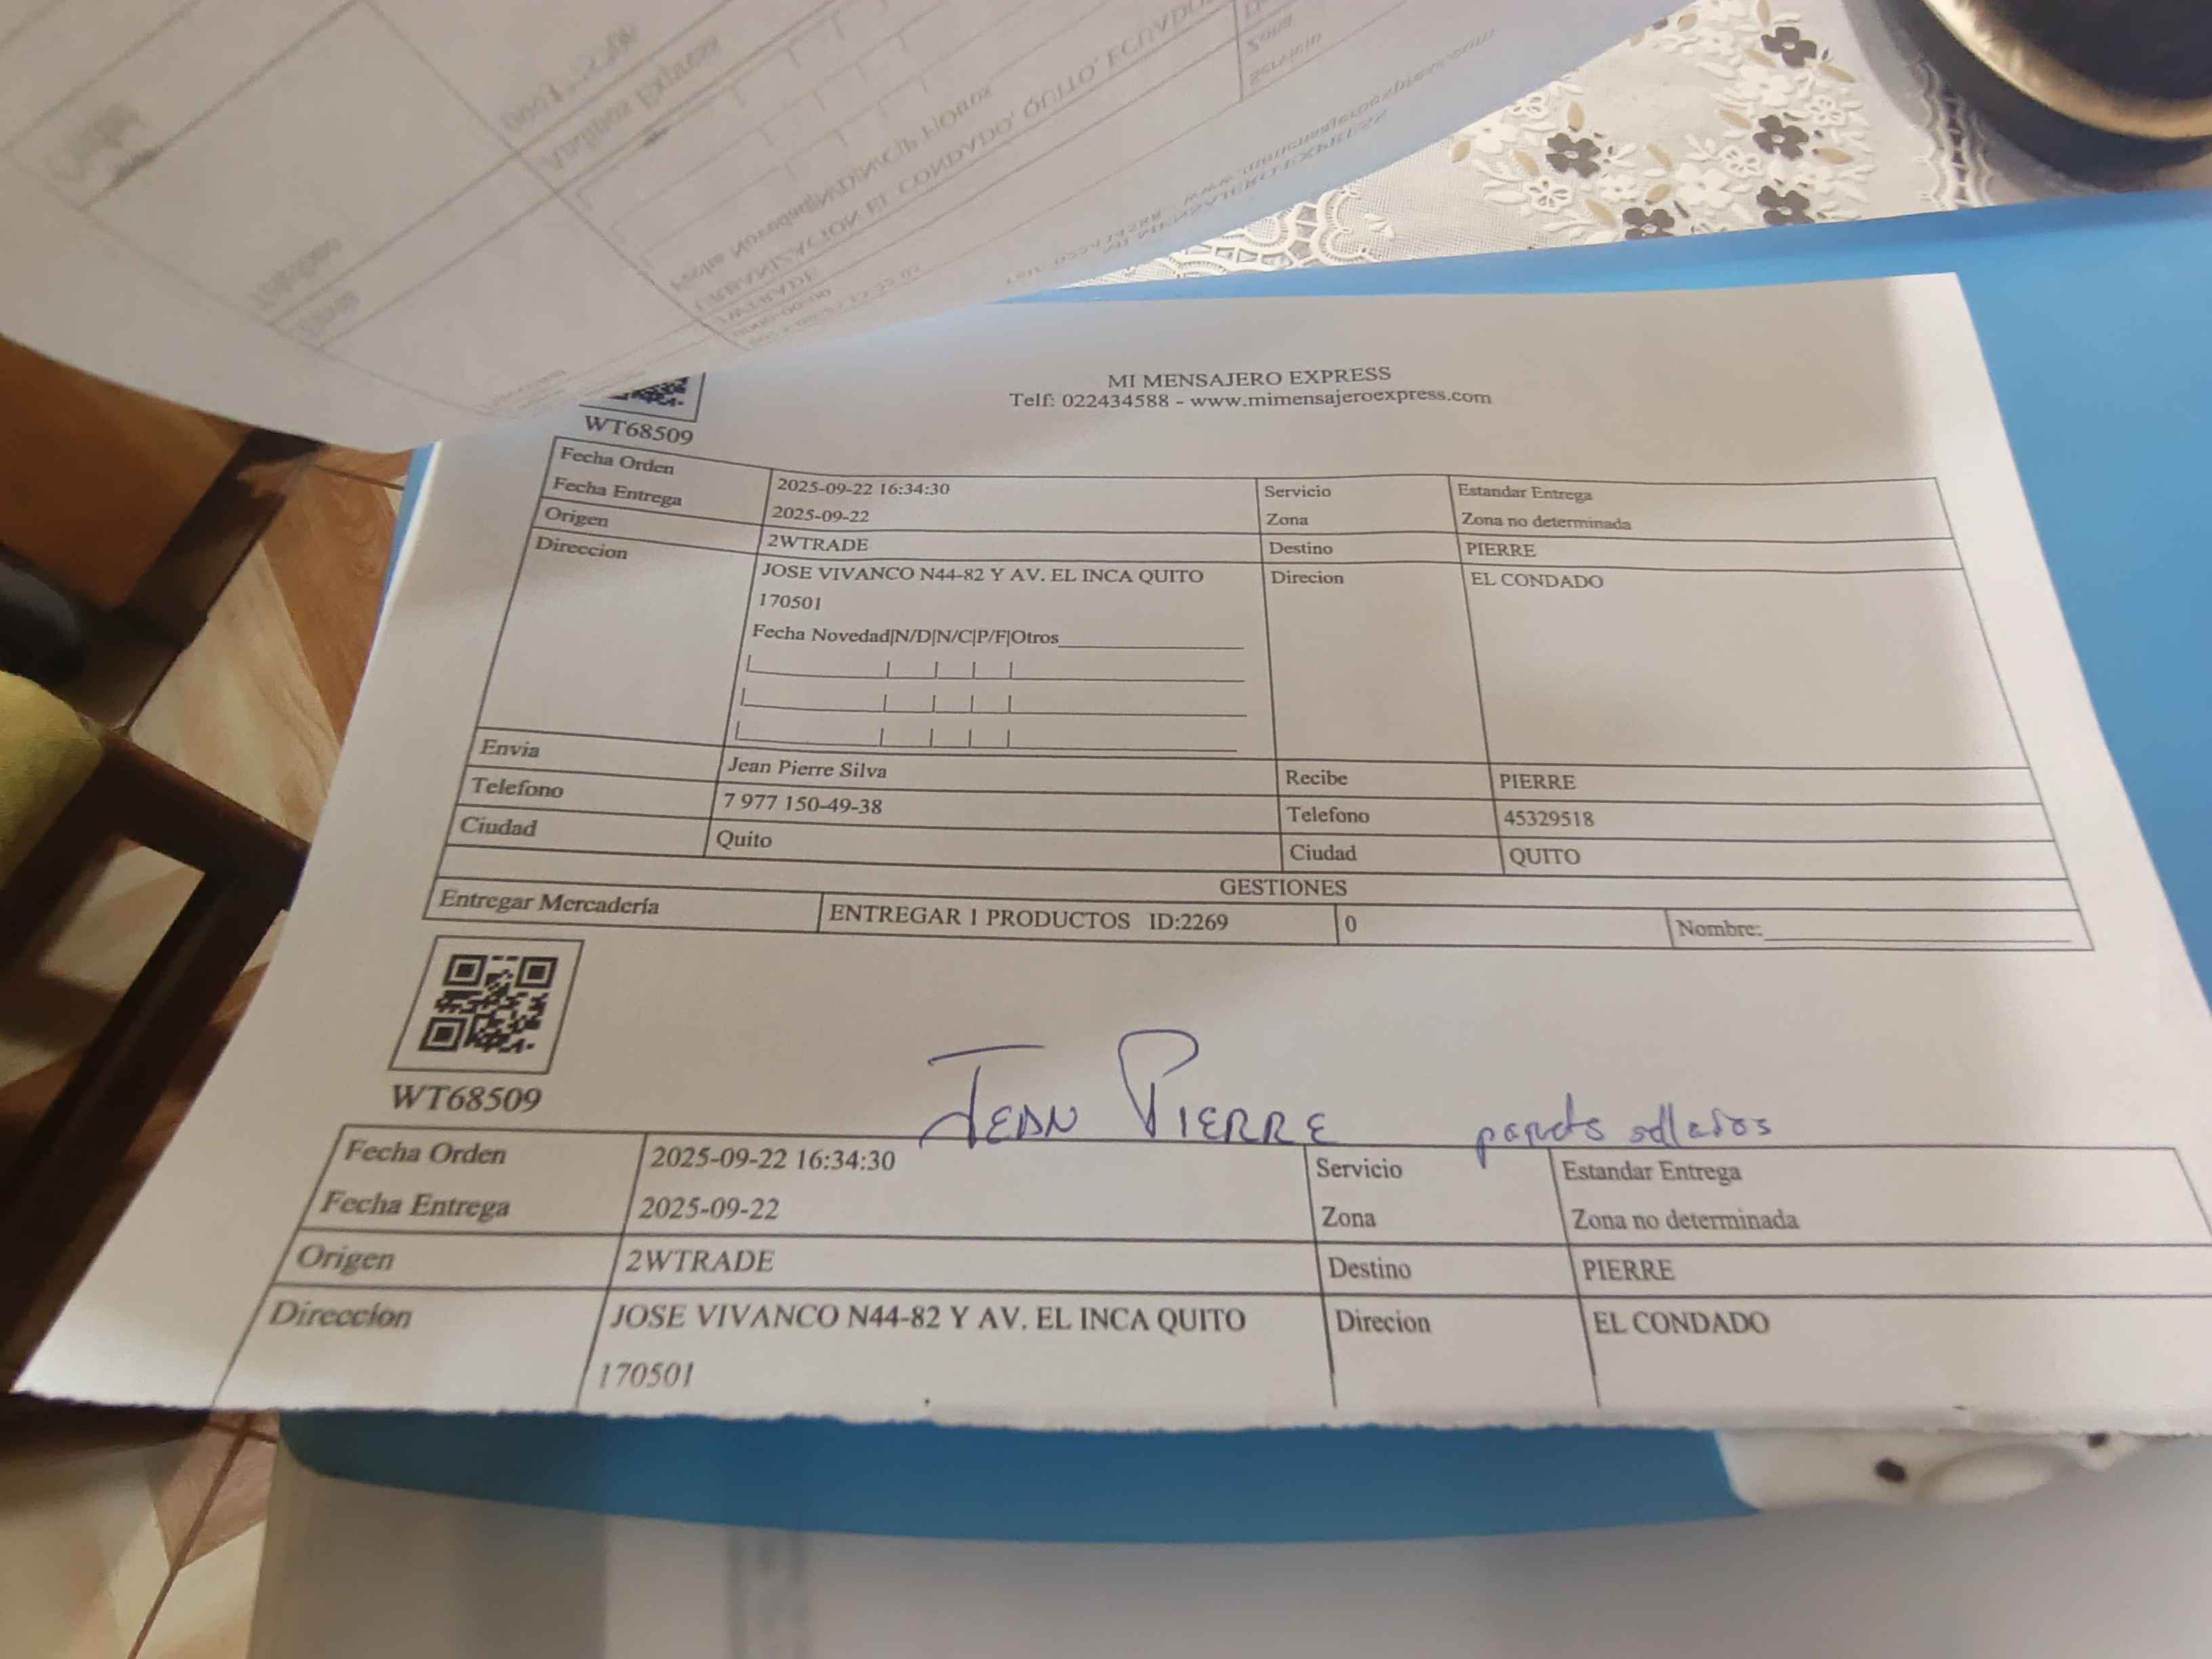 MI MENSAJERO EXPRESS
Telf: 022434588 - www.mimensajeroexpress.com
WT68509
Fecha Orden 2025-09-22 16:34:30 Servicio Estandar Entrega
Fecha Entrega 2025-09-22 Zona Zona no determinada
Origen 2WTRADE Destino PIERRE
Direccion JOSE VIVANCO N44-82 Y AV. EL INCA QUITO Direcion EL CONDADO
170501
Fecha Novedad|N/D|N/C|P/F|Otros
Envia Jean Pierre Silva Recibe PIERRE
Telefono 7 977 150-49-38 Telefono 45329518
Ciudad Quito Ciudad QUITO
GESTIONES
Entregar Mercadería ENTREGAR 1 PRODUCTOS ID:2269 0 Nombre:
WT68509
JEAN PIERRE
Fecha Orden 2025-09-22 16:34:30 Servicio Estandar Entrega
Fecha Entrega 2025-09-22 Zona Zona no determinada
Origen 2WTRADE Destino PIERRE
Direccion JOSE VIVANCO N44-82 Y AV. EL INCA QUITO Direcion EL CONDADO
170501